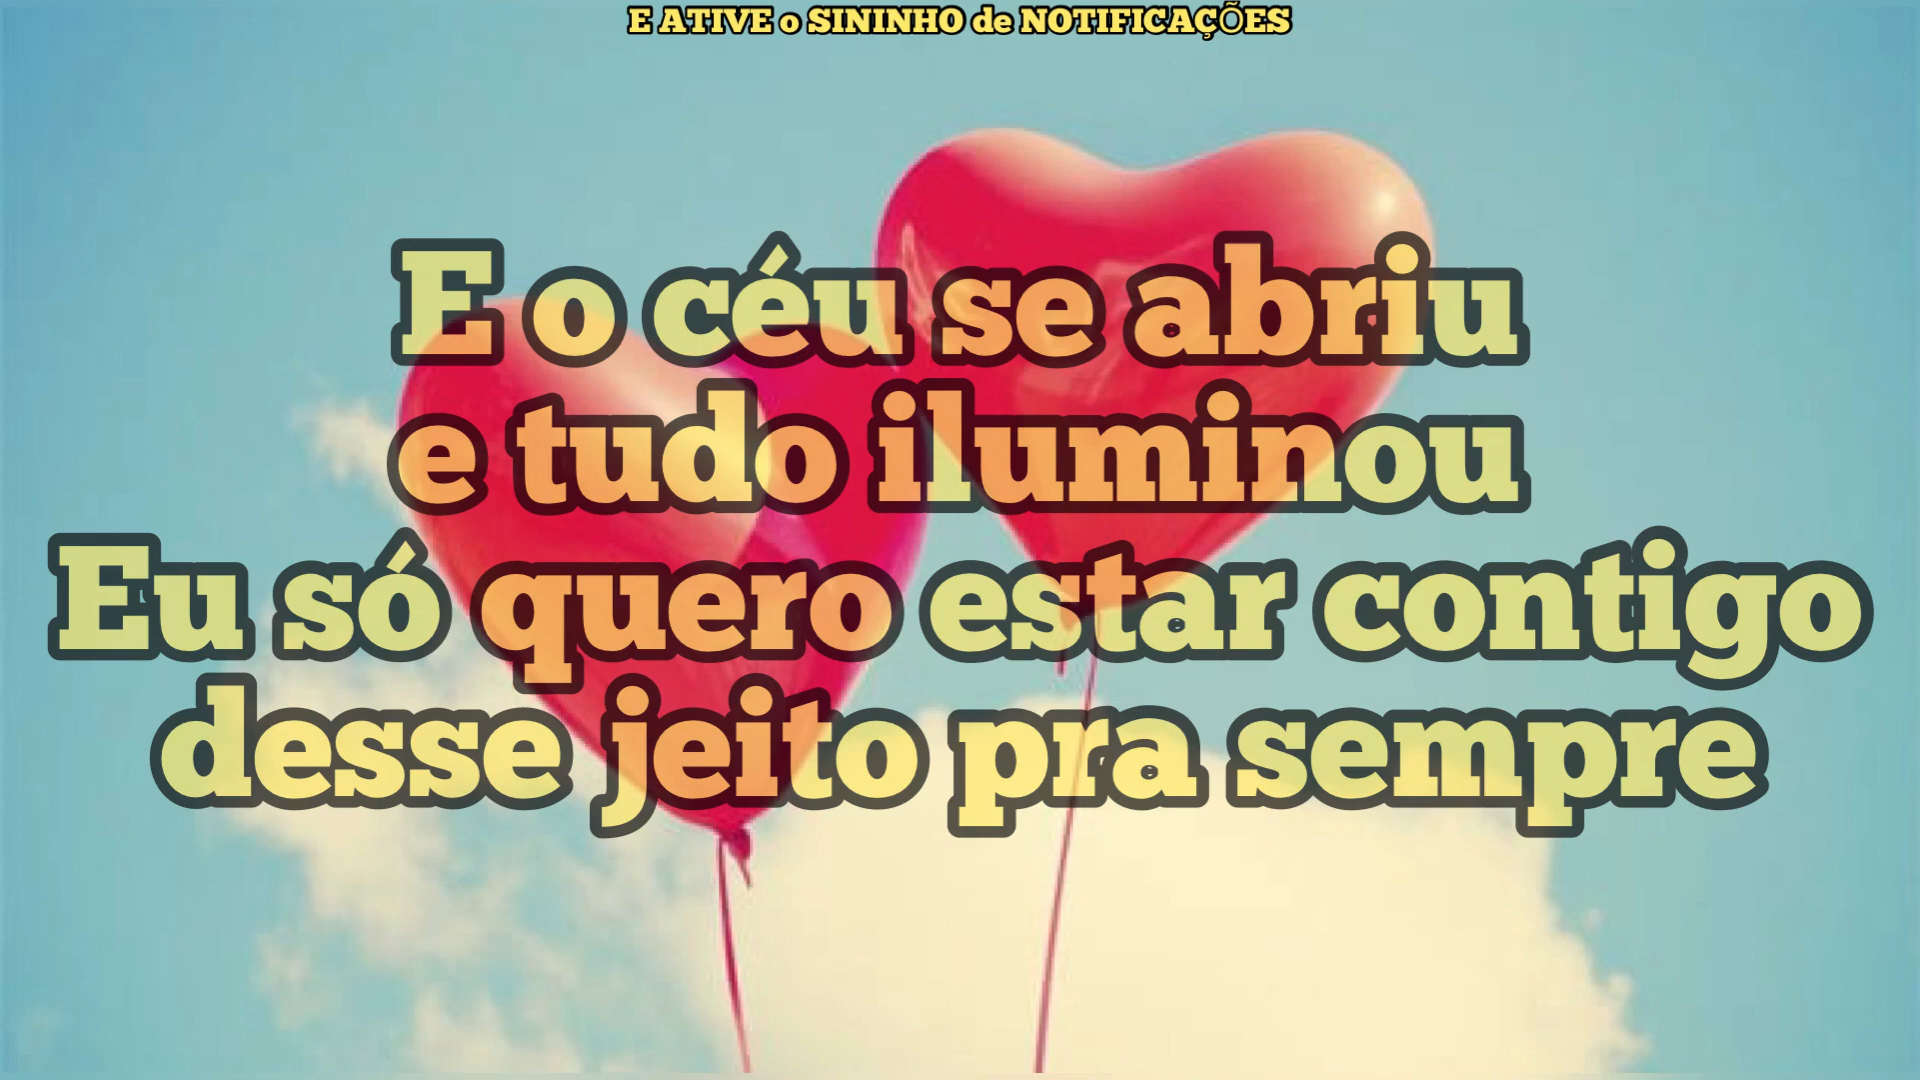 E ATIVE o SININHO de NOTIFICAÇÕES
E o céu se abriu
e tudo iluminou
Eu só quero estar contigo
desse jeito pra sempre